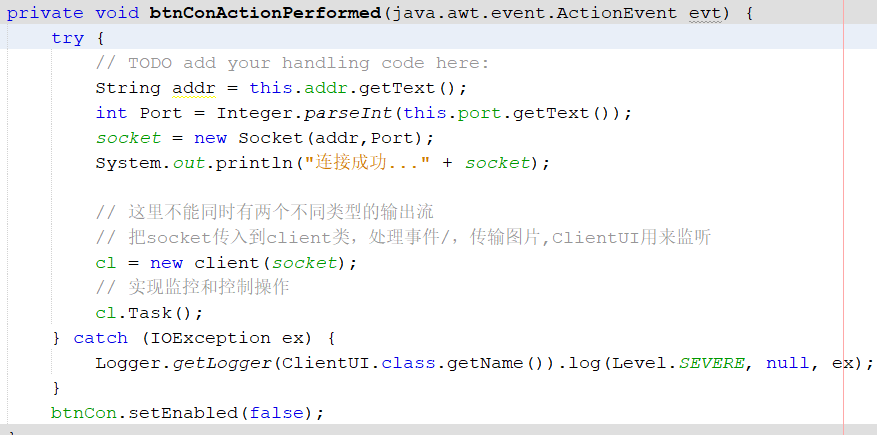 private void btnConActionPerformed(java.awt.event.ActionEvent evt) {
try {
// TODO add your handling code here:
String addr = this.addr.getText();
int Port = Integer.parseInt(this.port.getText());
socket = new Socket(addr,Port);
System.out.println("连接成功..." + socket);
// 这里不能同时有两个不同类型的输出流
// 把socket传入到client类，处理事件/，传输图片,ClientUI用来监听
cl = new client(socket);
// 实现监控和控制操作
cl.Task();
} catch (IOException ex) {
Logger.getLogger(ClientUI.class.getName()).log(Level.SEVERE, null, ex);
}
btnCon.setEnabled(false);